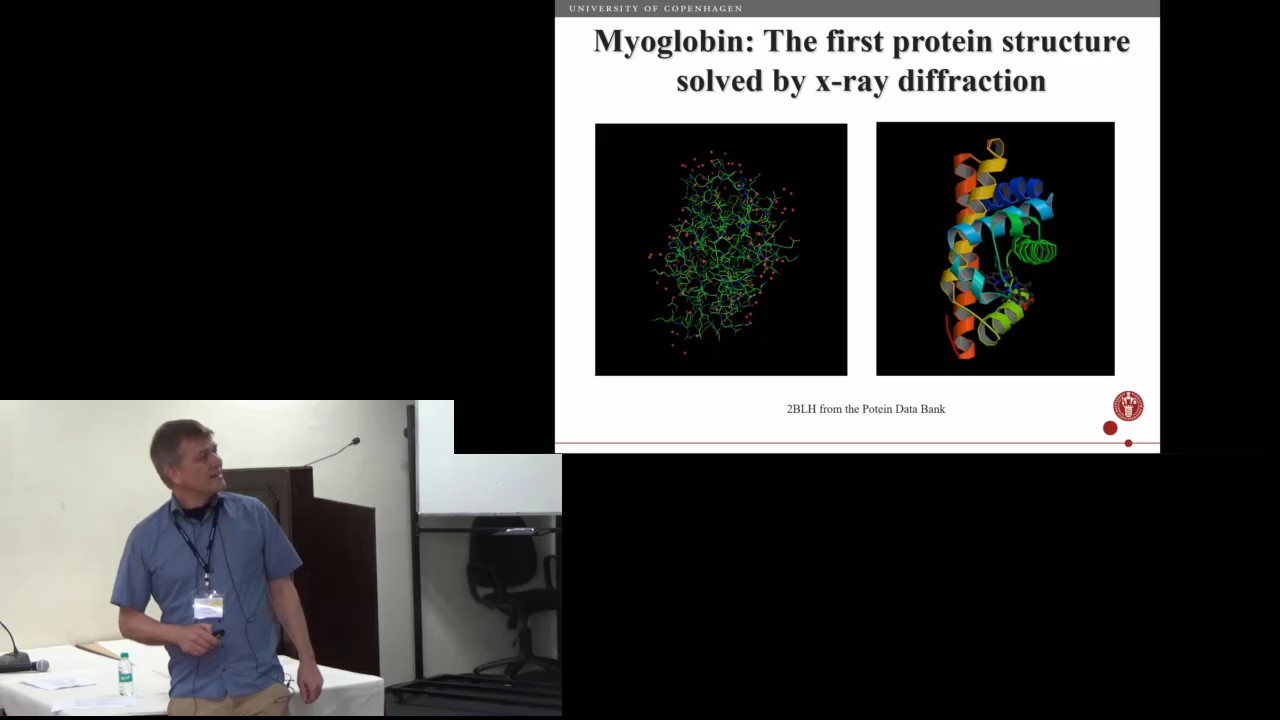 UNIVERSITY OF COPENHAGEN
Myoglobin: The first protein structure
solved by x-ray diffraction
2BLH from the Potein Data Bank